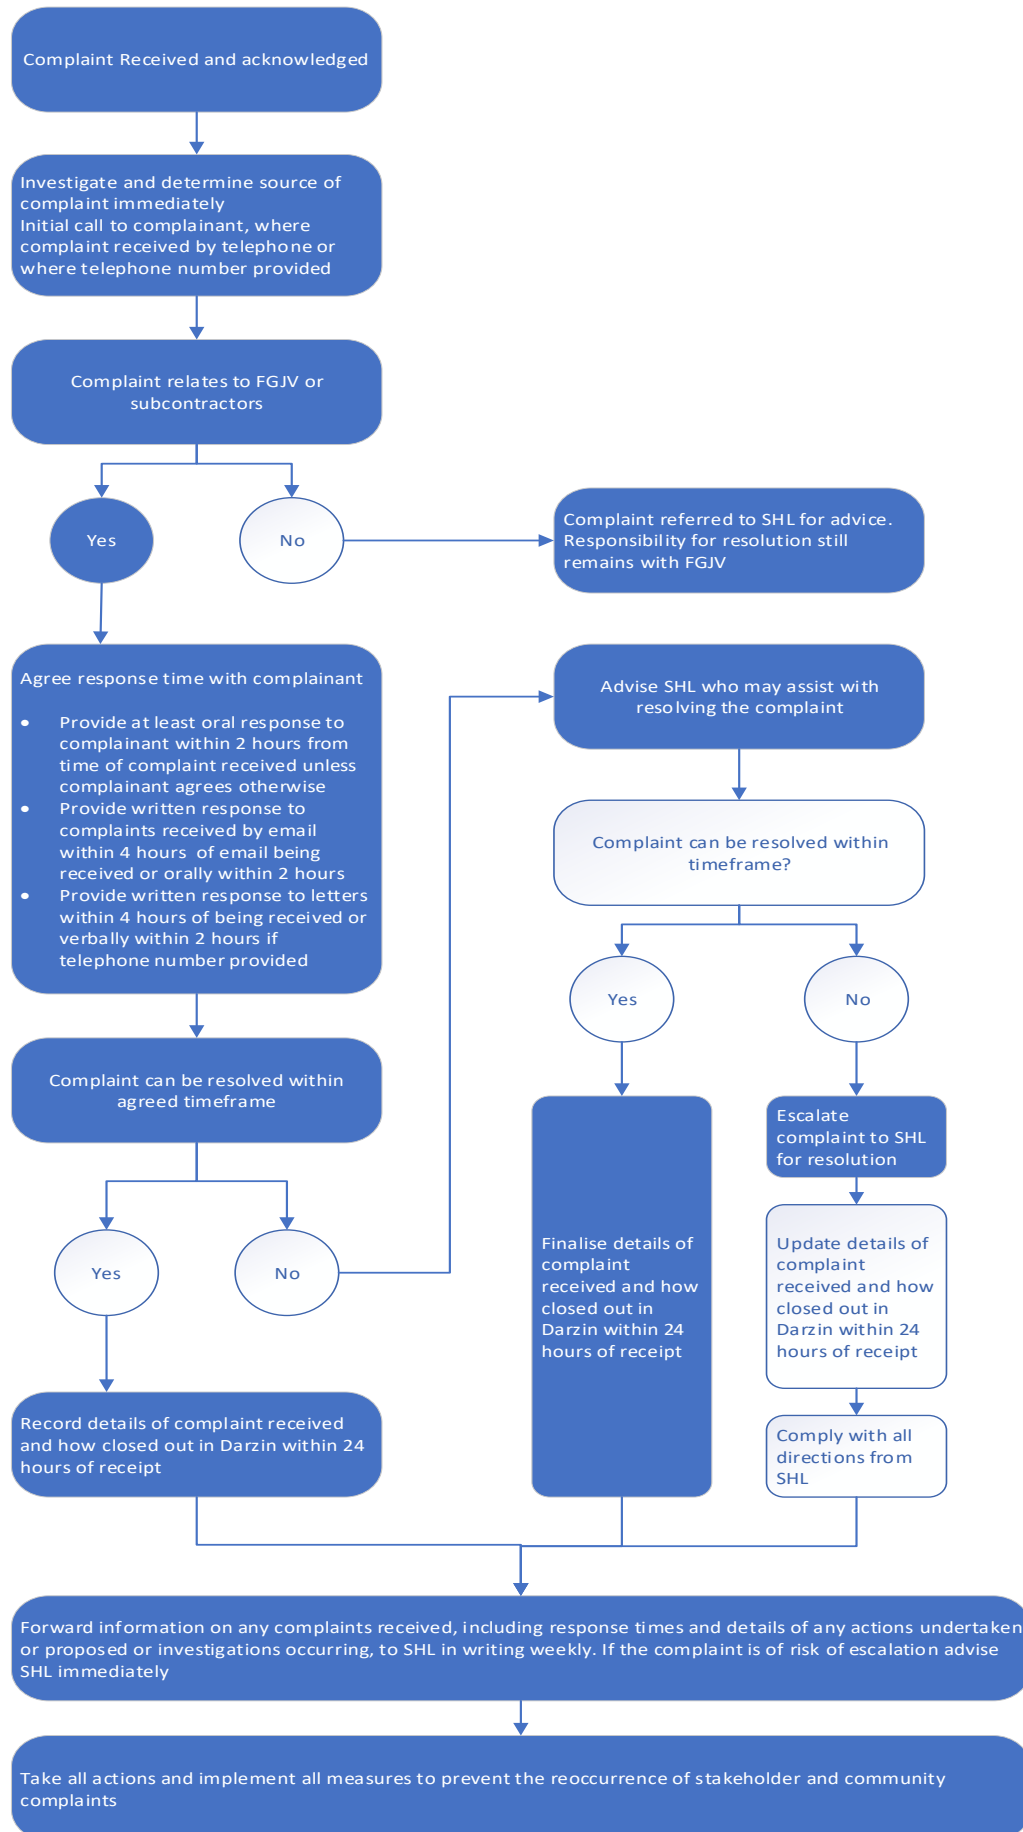 Complaint Received and acknowledged
Investigate and determine source of
complaint immediately
Initial call to complainant, where
complaint received by telephone or
where telephone number provided
Complaint relates to FGJV or
subcontractors
Yes
No
Complaint referred to SHL for advice.
Responsibility for resolution still
remains with FGJV
Agree response time with complainant
• Provide at least oral response to
complainant within 2 hours from
time of complaint received unless
complainant agrees otherwise
• Provide written response to
complaints received by email
within 4 hours of email being
received or orally within 2 hours
• Provide written response to letters
within 4 hours of being received or
verbally within 2 hours if
telephone number provided
Advise SHL who may assist with
resolving the complaint
Complaint can be resolved within
timeframe?
Yes
No
Complaint can be resolved within
agreed timeframe
Yes
No
Escalate
complaint to SHL
for resolution
Finalise details of
complaint
received and how
closed out in
Darzin within 24
hours of receipt
Update details of
complaint
received and how
closed out in
Darzin within 24
hours of receipt
Record details of complaint received
and how closed out in Darzin within 24
hours of receipt
Comply with all
directions from
SHL
Forward information on any complaints received, including response times and details of any actions undertaken
or proposed or investigations occurring, to SHL in writing weekly. If the complaint is of risk of escalation advise
SHL immediately
Take all actions and implement all measures to prevent the reoccurrence of stakeholder and community
complaints